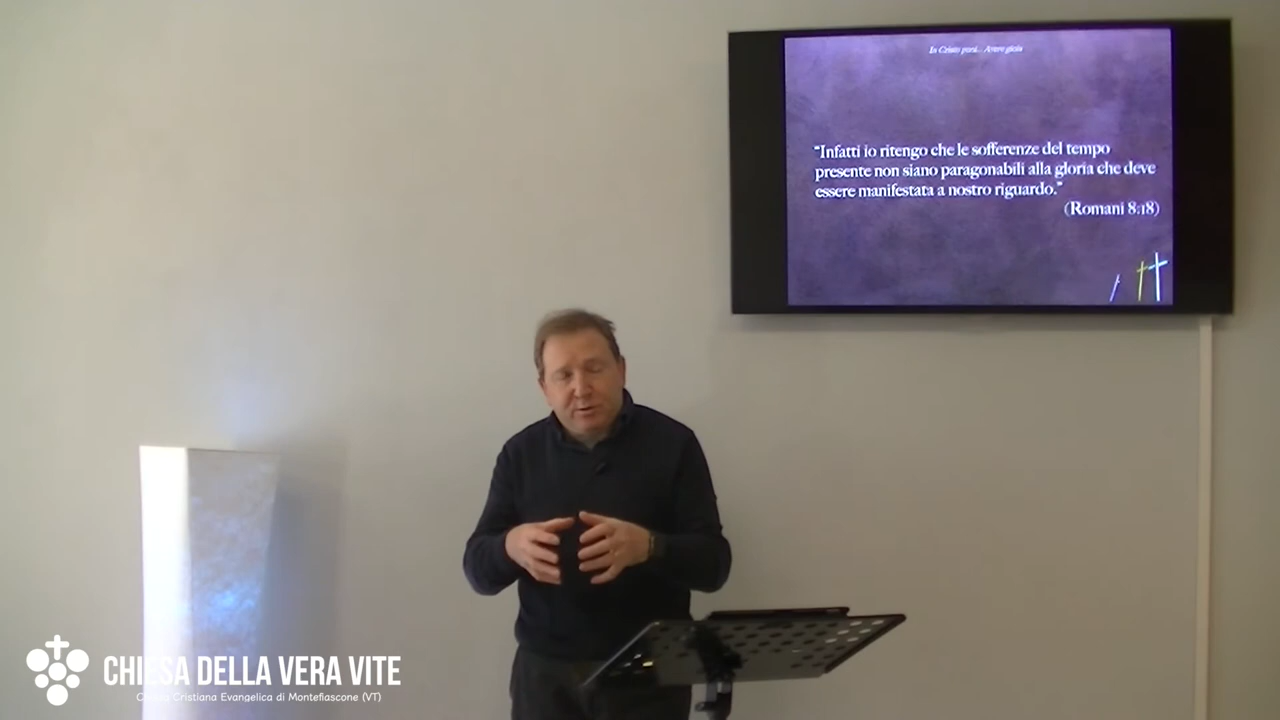 In Cristo puoi... Avere gioia
“Infatti io ritengo che le sofferenze del tempo
presente non siano paragonabili alla gloria che deve
essere manifestata a nostro riguardo.”
(Romani 8:18)
CHIESA DELLA VERA VITE
Chiesa Cristiana Evangelica di Montefiascone (VT)